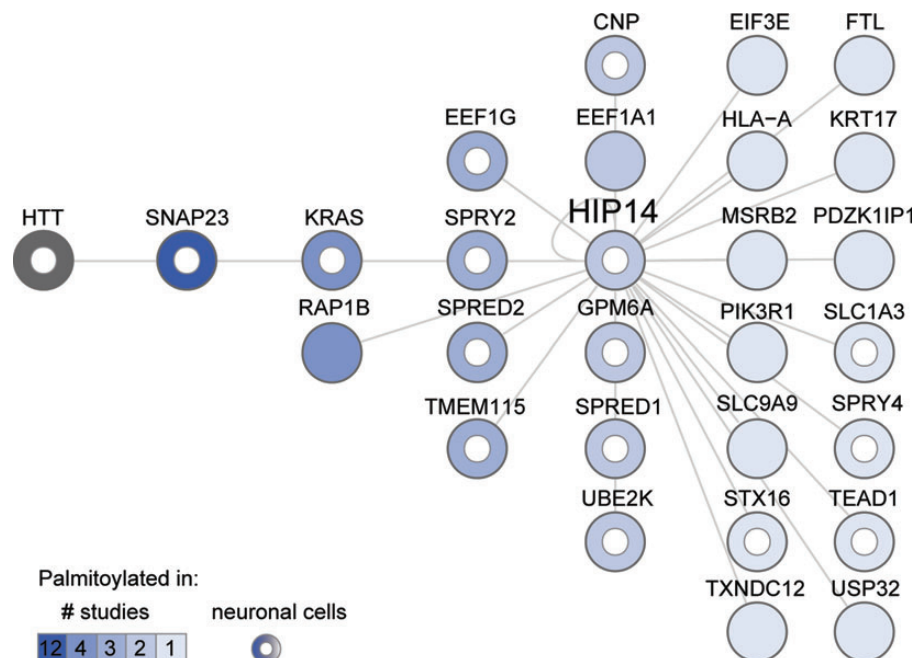 CNP EIF3E FTL
EEF1G EEF1A1 HLA−A KRT17
HTT SNAP23 KRAS SPRY2 HIP14 MSRB2 PDZK1IP1
RAP1B SPRED2 GPM6A PIK3R1 SLC1A3
TMEM115 SPRED1 SLC9A9 SPRY4
UBE2K STX16 TEAD1
TXNDC12 USP32
Palmitoylated in:
# studies neuronal cells
12 4 3 2 1